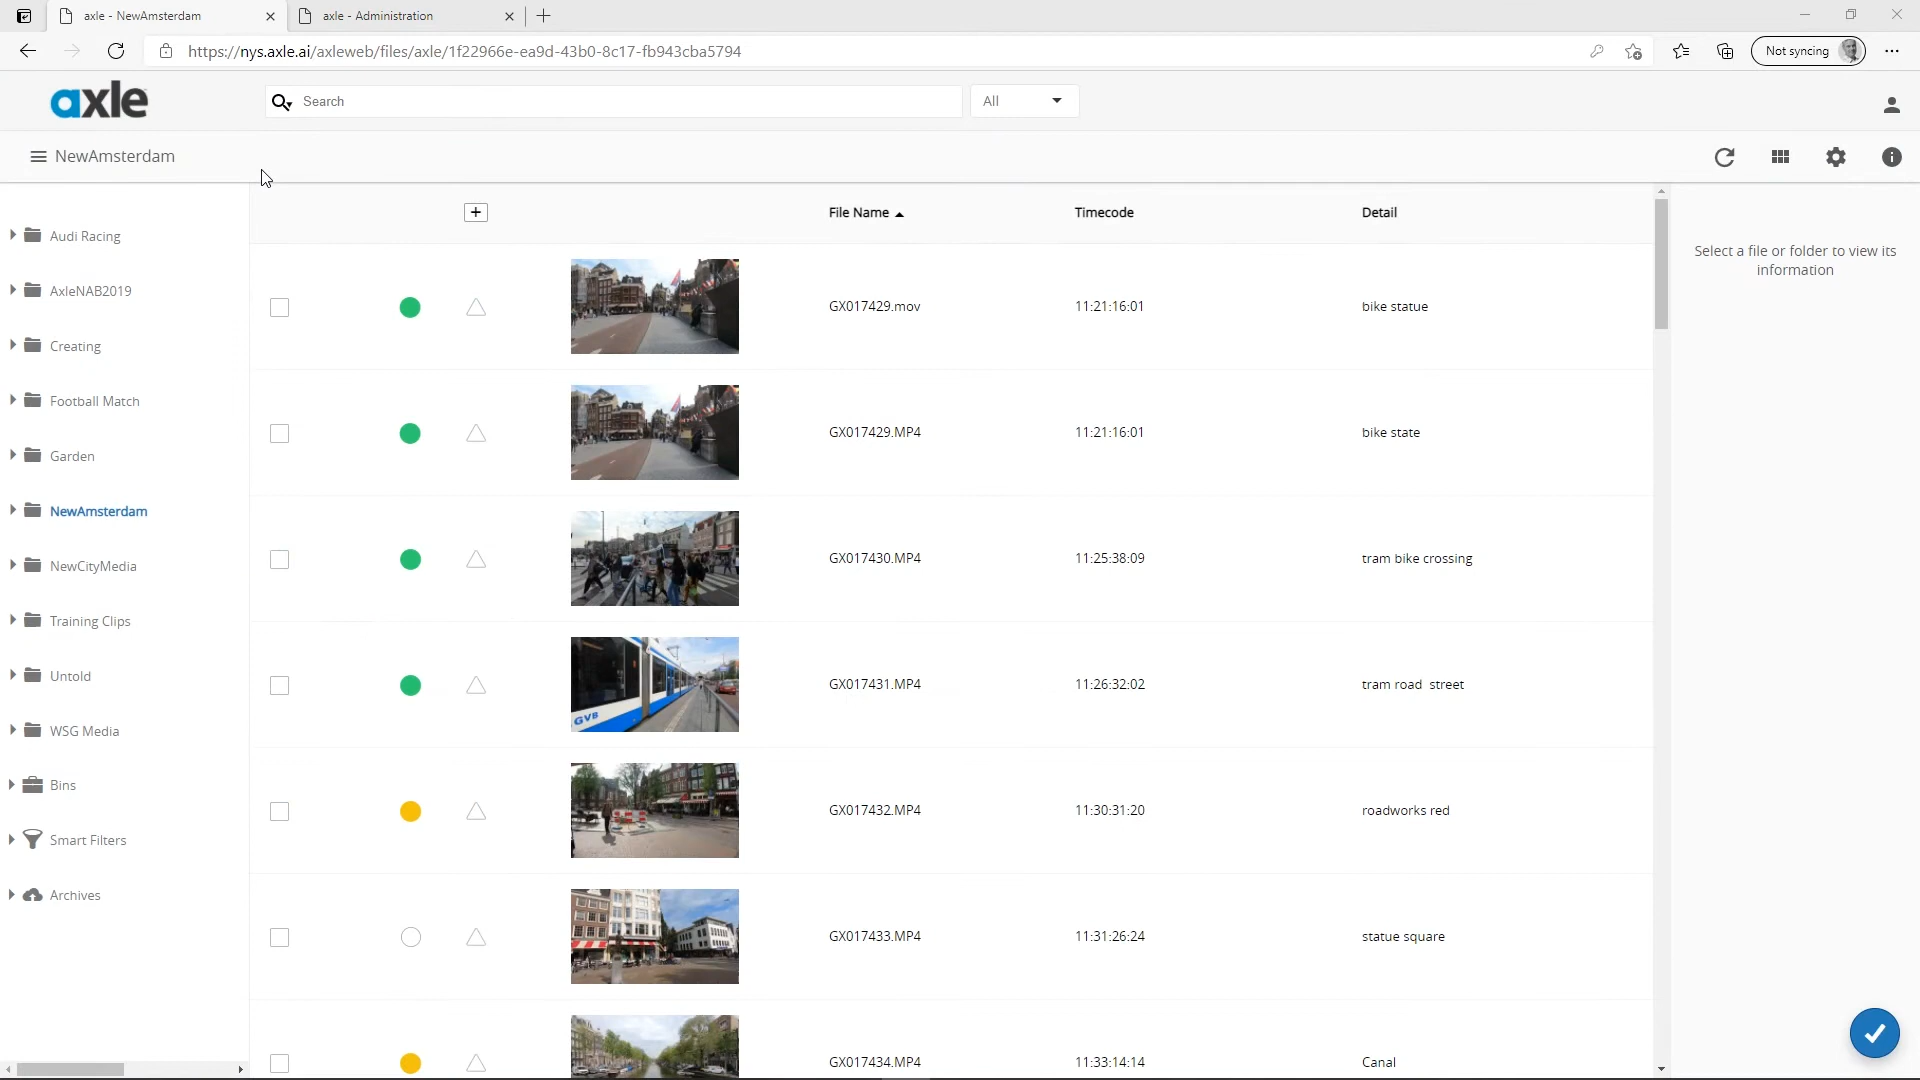 axle - NewAmsterdam
axle - Administration
https://nys.axle.ai/axleweb/files/axle/1f22966e-ea9d-43b0-8c17-fb943cba5794
Not syncing
axle
Search
All
NewAmsterdam
File Name
Timecode
Detail
Audi Racing
AxleNAB2019
Creating
Football Match
Garden
NewAmsterdam
NewCityMedia
Training Clips
Untold
WSG Media
Bins
Smart Filters
Archives
GX017429.mov 11:21:16:01 bike statue
GX017429.MP4 11:21:16:01 bike state
GX017430.MP4 11:25:38:09 tram bike crossing
GVB
GX017431.MP4 11:26:32:02 tram road street
GX017432.MP4 11:30:31:20 roadworks red
GX017433.MP4 11:31:26:24 statue square
GX017434.MP4 11:33:14:14 Canal
Select a file or folder to view its
information